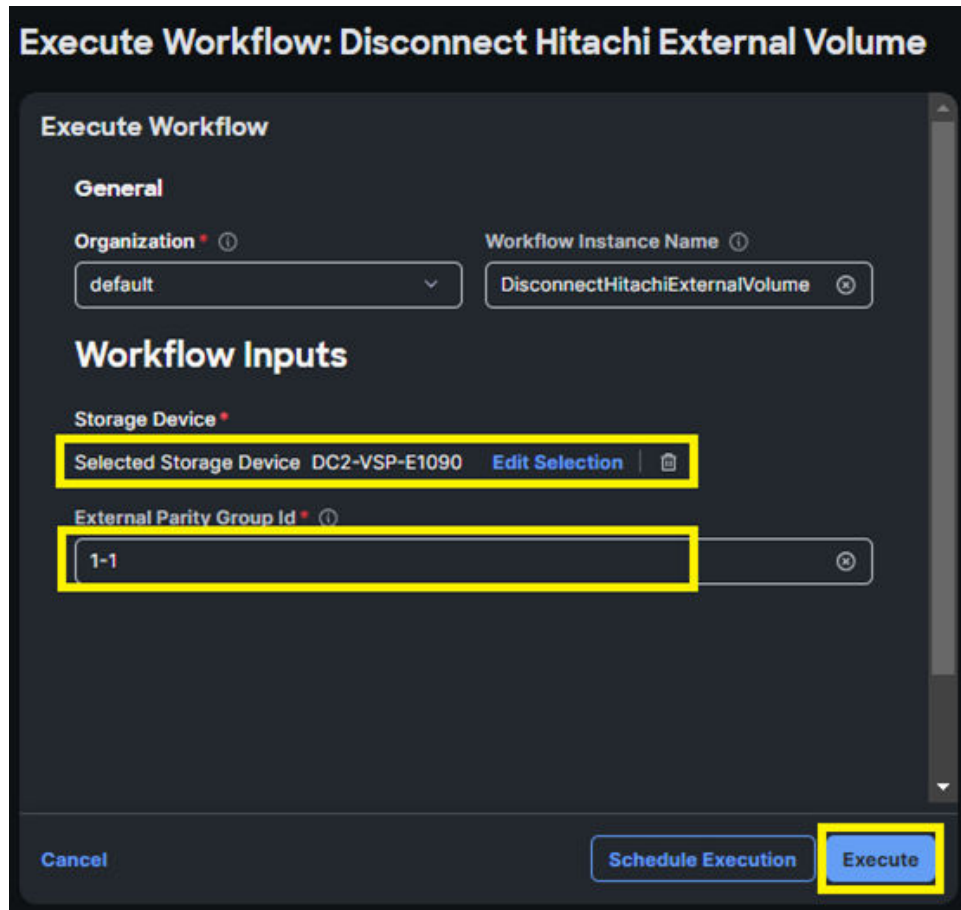 Execute Workflow: Disconnect Hitachi External Volume
Execute Workflow
General
Organization * Workflow Instance Name
default DisconnectHitachiExternalVolume
Workflow Inputs
Storage Device *
Selected Storage Device DC2-VSP-E1090 Edit Selection
External Parity Group Id *
1-1
Cancel Schedule Execution Execute